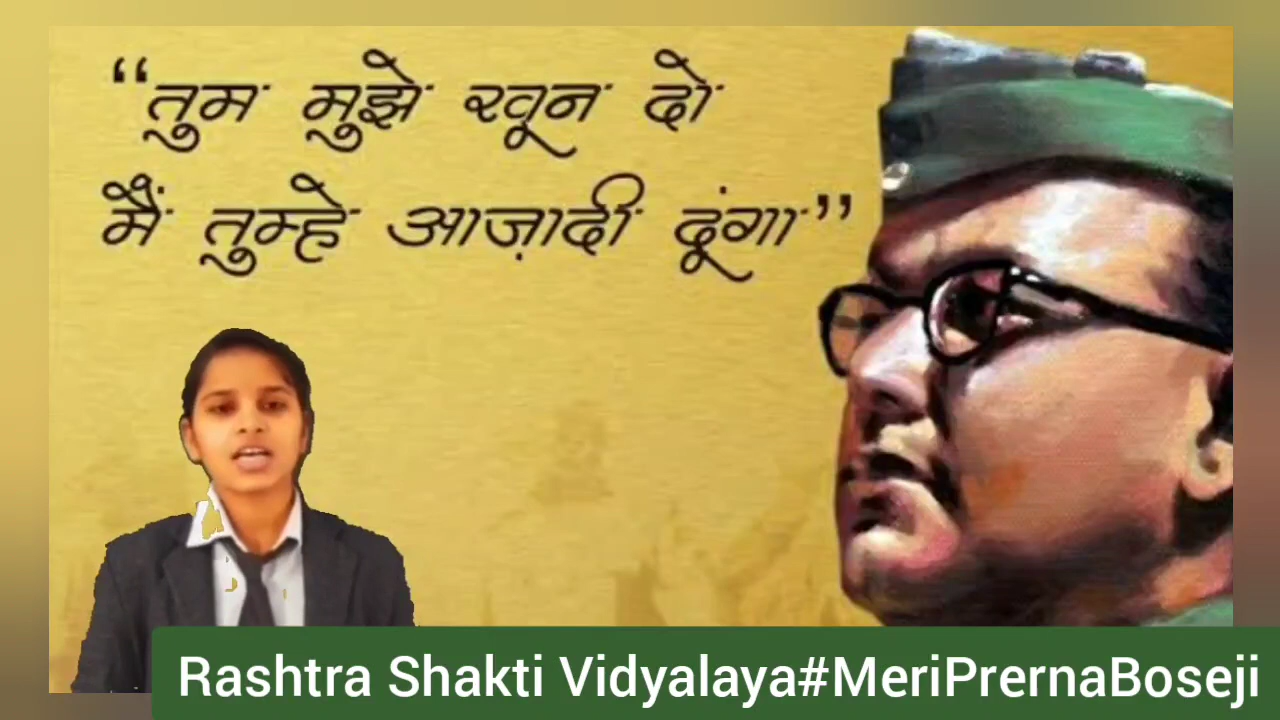 “तुम मुझे खून दो
मैं तुम्हे आज़ादी दूंगा”
Rashtra Shakti Vidyalaya#MeriPrernaBoseji